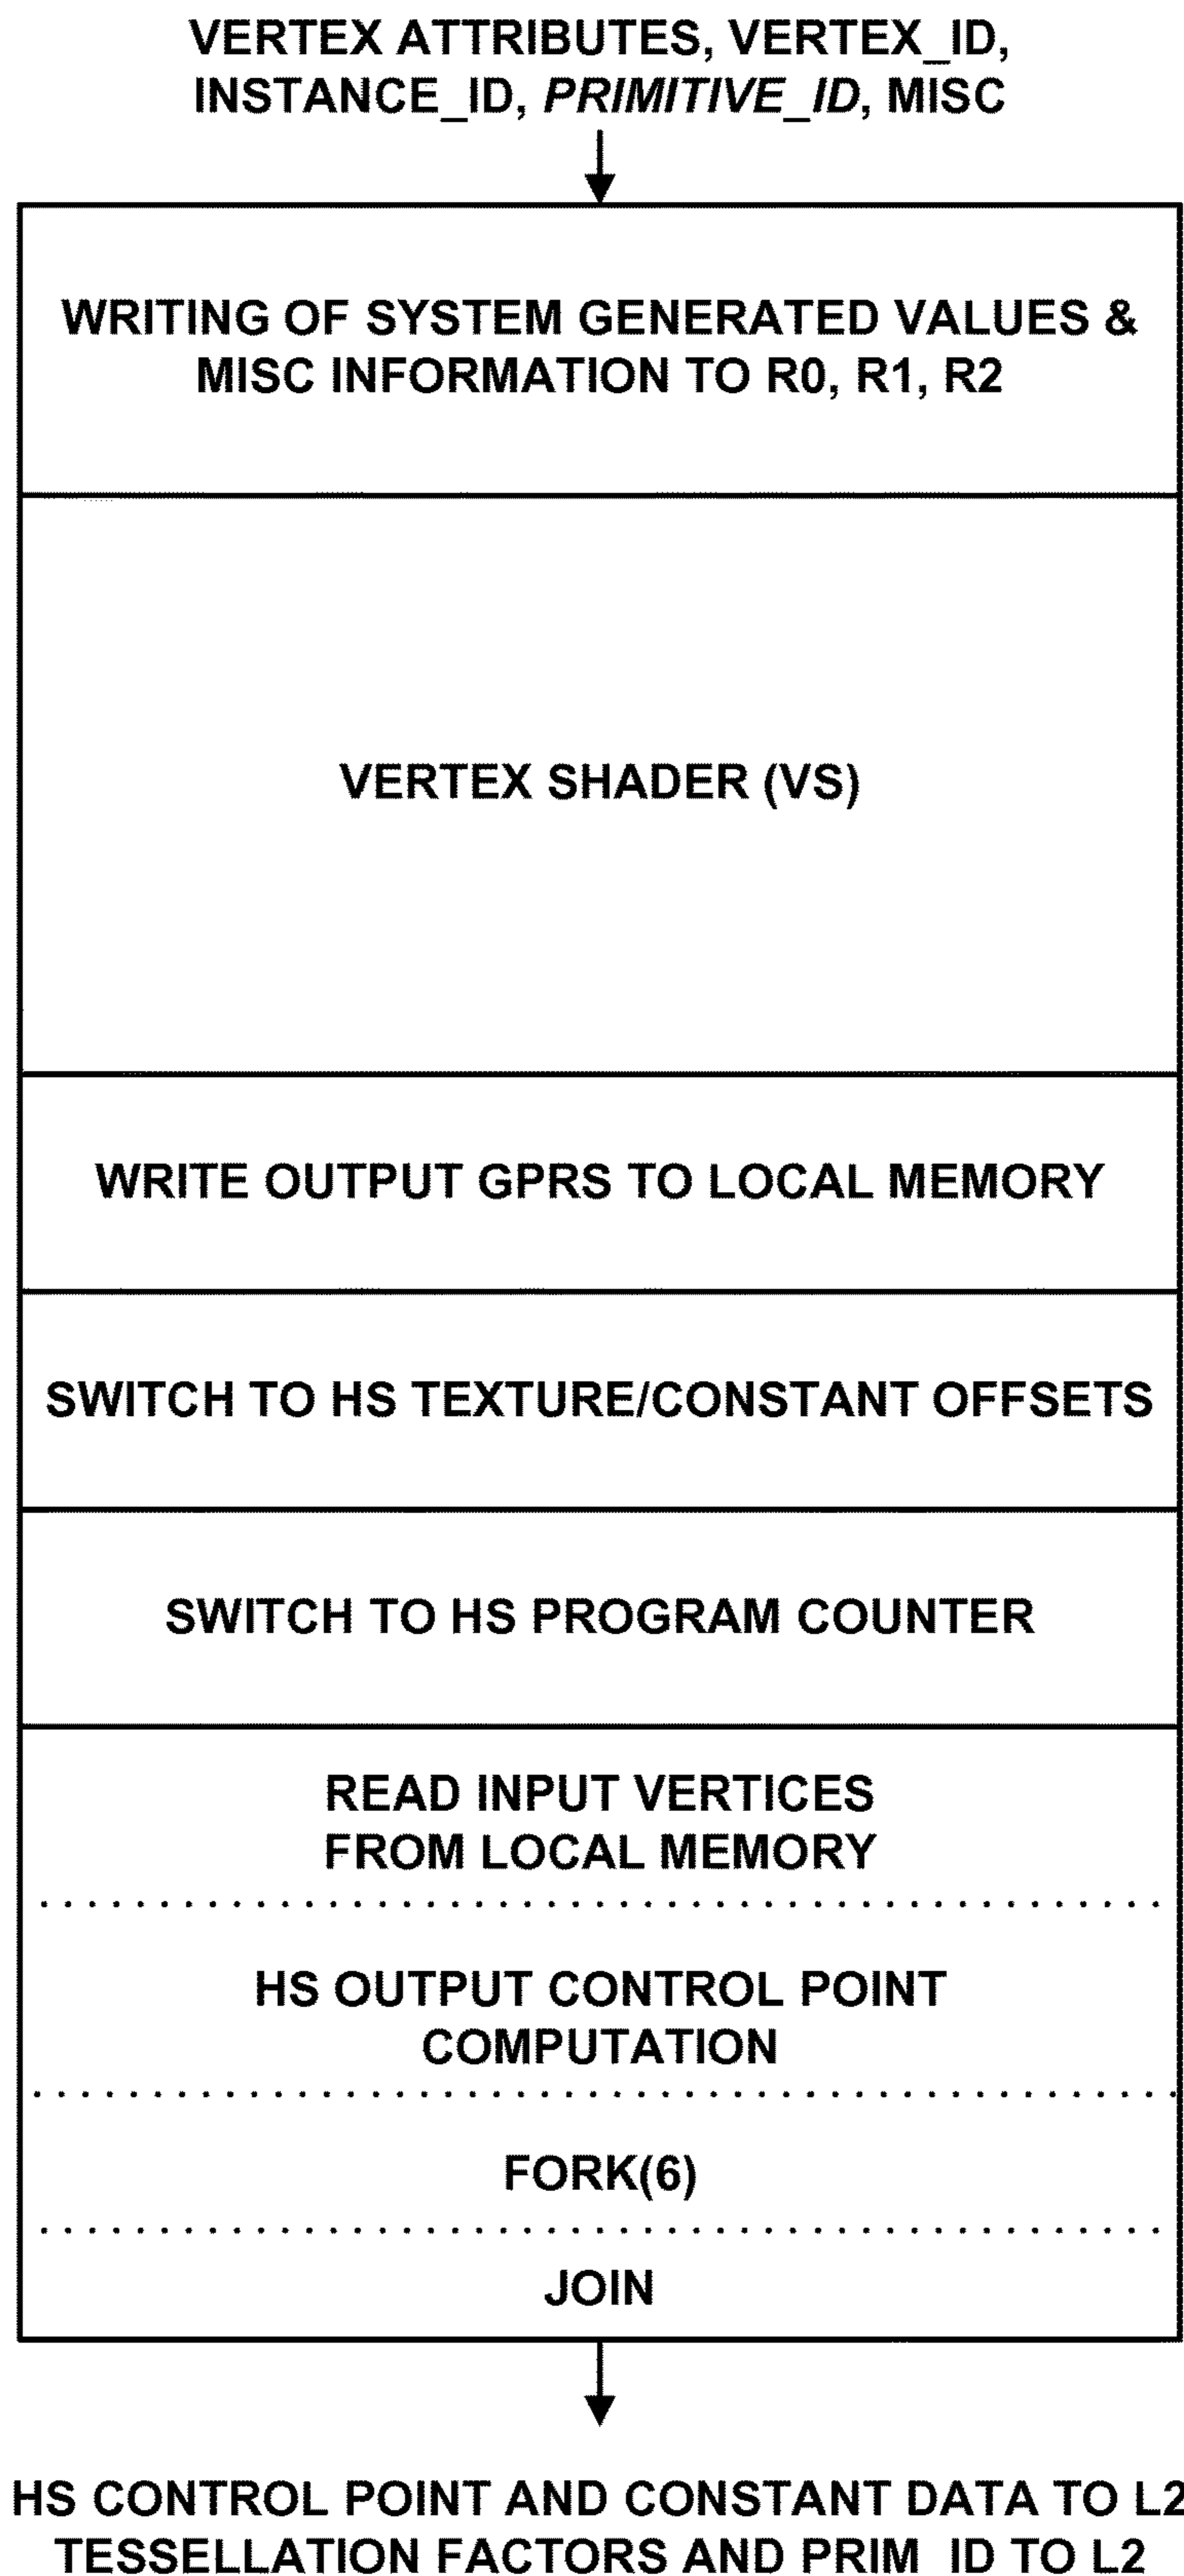 VERTEX ATTRIBUTES, VERTEX_ID,
INSTANCE_ID, PRIMITIVE_ID, MISC
WRITING OF SYSTEM GENERATED VALUES &
MISC INFORMATION TO R0, R1, R2
VERTEX SHADER (VS)
WRITE OUTPUT GPRS TO LOCAL MEMORY
SWITCH TO HS TEXTURE/CONSTANT OFFSETS
SWITCH TO HS PROGRAM COUNTER
READ INPUT VERTICES
FROM LOCAL MEMORY
HS OUTPUT CONTROL POINT
COMPUTATION
FORK(6)
JOIN
HS CONTROL POINT AND CONSTANT DATA TO L2
TESSELLATION FACTORS AND PRIM_ID TO L2